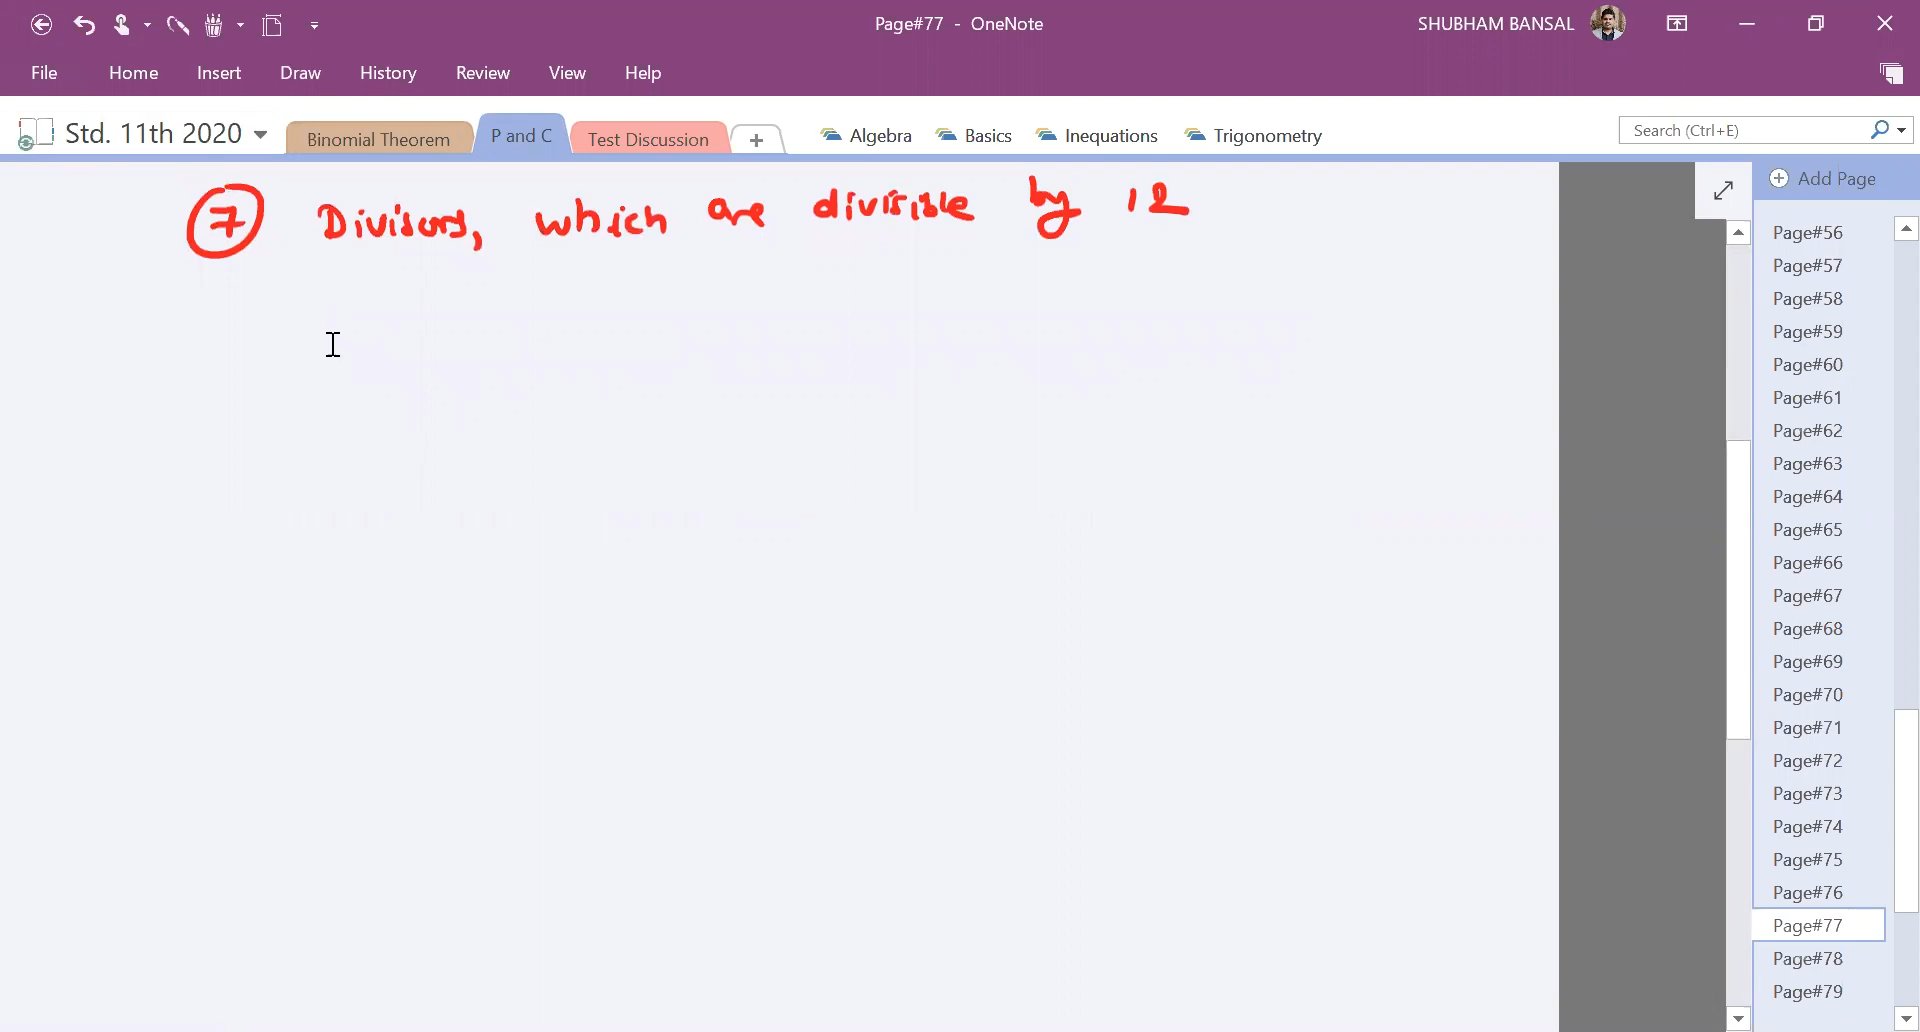 Page#77 - OneNote
SHUBHAM BANSAL
File Home Insert Draw History Review View Help
Std. 11th 2020
Binomial Theorem
P and C
Test Discussion
Algebra
Basics
Inequations
Trigonometry
Search (Ctrl+E)
7 Divisors, which are divisible by 12
Add Page
Page#56
Page#57
Page#58
Page#59
Page#60
Page#61
Page#62
Page#63
Page#64
Page#65
Page#66
Page#67
Page#68
Page#69
Page#70
Page#71
Page#72
Page#73
Page#74
Page#75
Page#76
Page#77
Page#78
Page#79